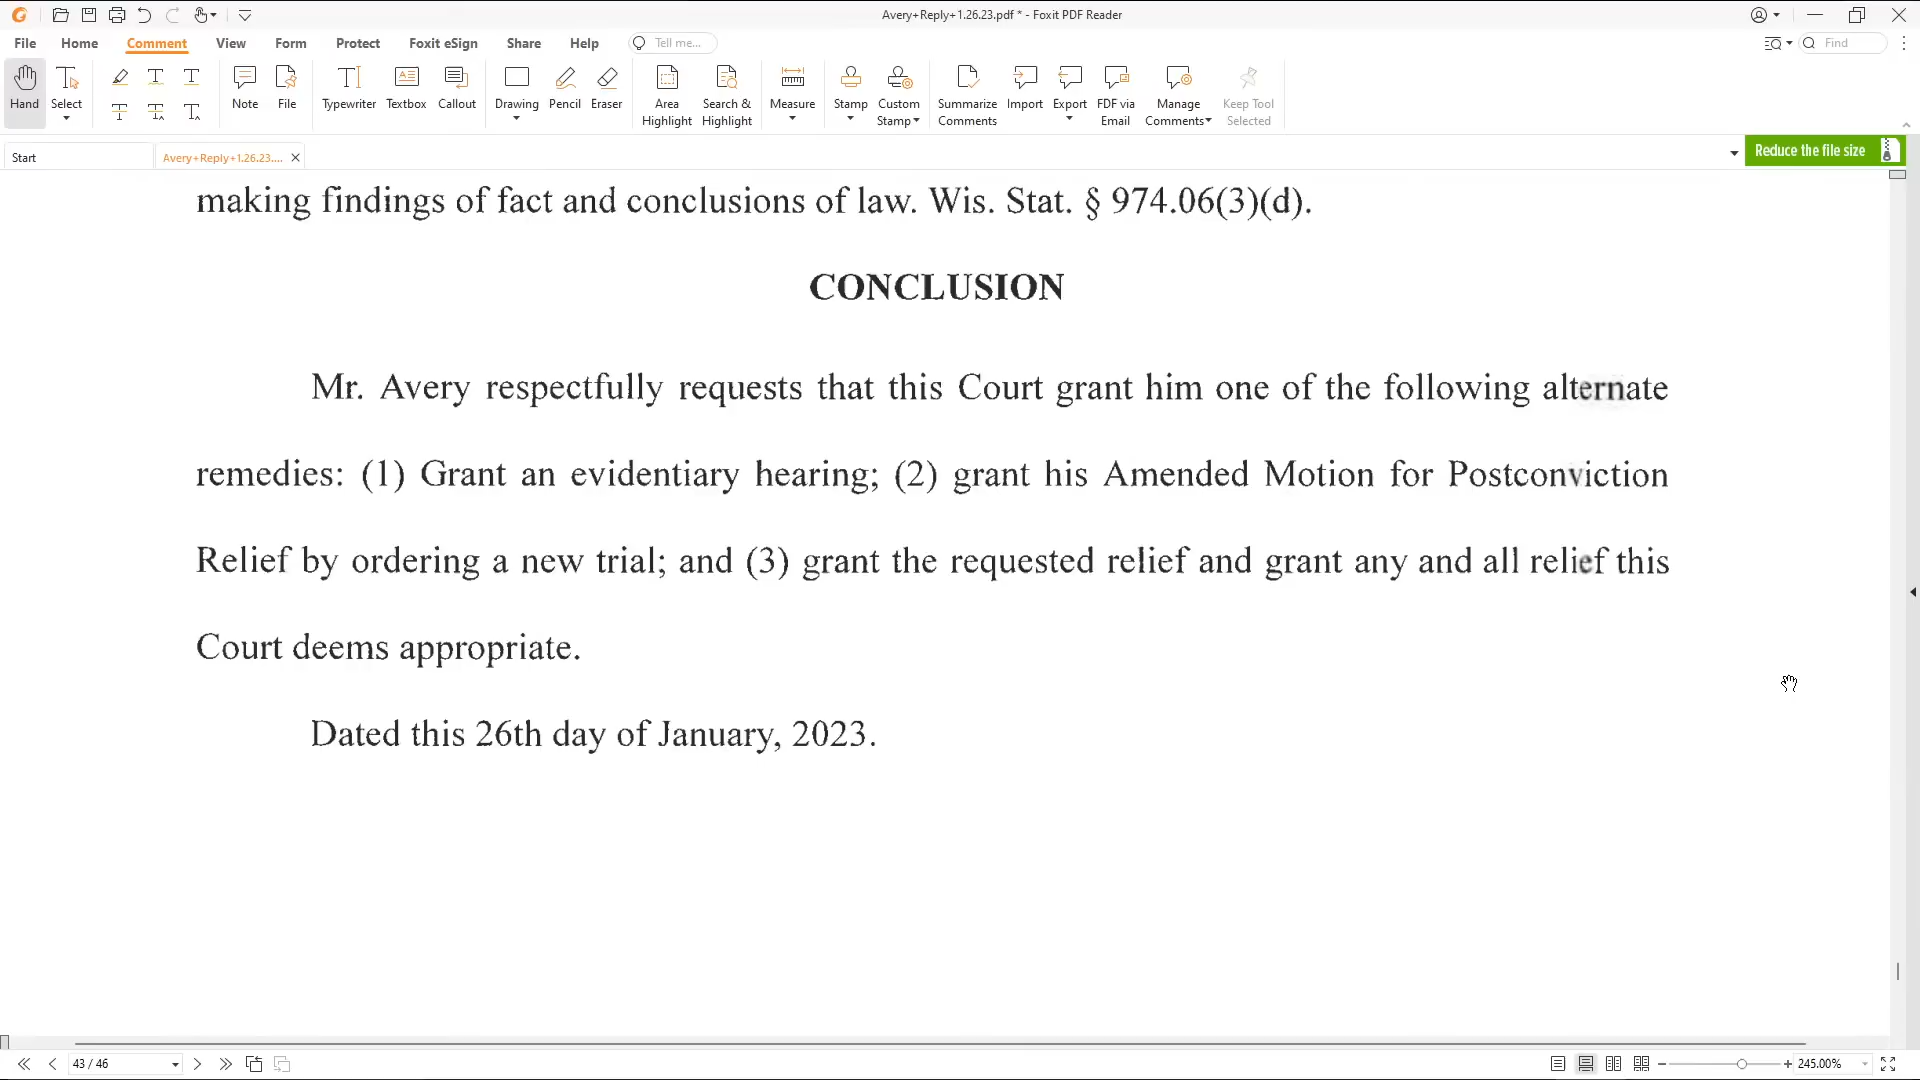 Avery+Reply+1.26.23.pdf * - Foxit PDF Reader
File Home Comment View Form Protect Foxit eSign Share Help Tell me... Find
Hand Select Note File Typewriter Textbox Callout Drawing Pencil Eraser Area Highlight Search & Highlight Measure Stamp Custom Stamp Summarize Comments Import Export FDF via Email Manage Comments Keep Tool Selected
Start Avery+Reply+1.26.23.... Reduce the file size
making findings of fact and conclusions of law. Wis. Stat. § 974.06(3)(d).
CONCLUSION
Mr. Avery respectfully requests that this Court grant him one of the following alternate
remedies: (1) Grant an evidentiary hearing; (2) grant his Amended Motion for Postconviction
Relief by ordering a new trial; and (3) grant the requested relief and grant any and all relief this
Court deems appropriate.
Dated this 26th day of January, 2023.
43 / 46 245.00%